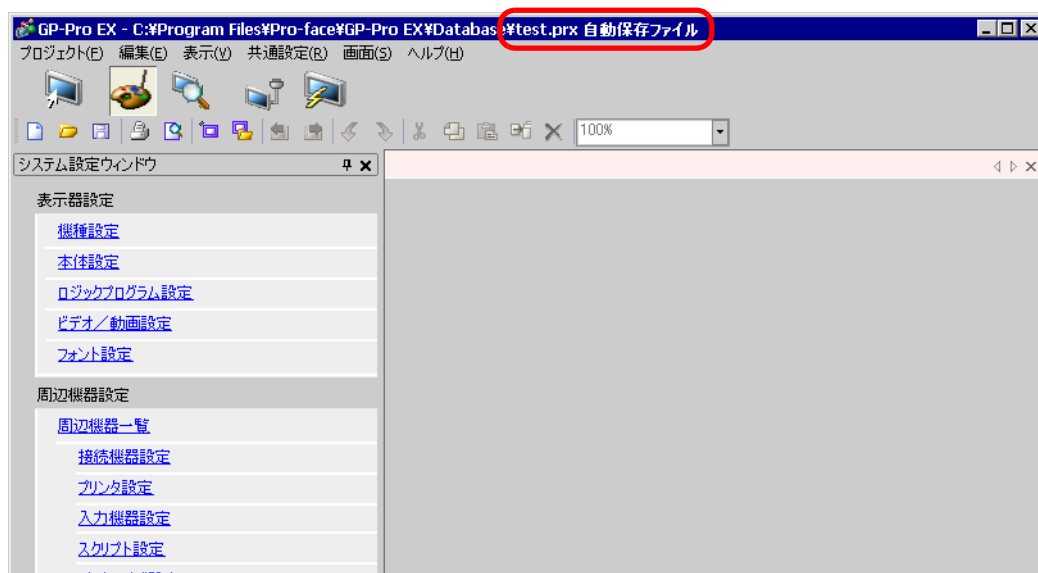 GP-Pro EX - C:¥Program Files¥Pro-face¥GP-Pro EX¥Database¥test.prx 自動保存ファイル
プロジェクト(F) 編集(E) 表示(V) 共通設定(R) 画面(S) ヘルプ(H)
100%
システム設定ウィンドウ
表示器設定
機種設定
本体設定
ロジックプログラム設定
ビデオ／動画設定
フォント設定
周辺機器設定
周辺機器一覧
接続機器設定
プリンタ設定
入力機器設定
スクリプト設定